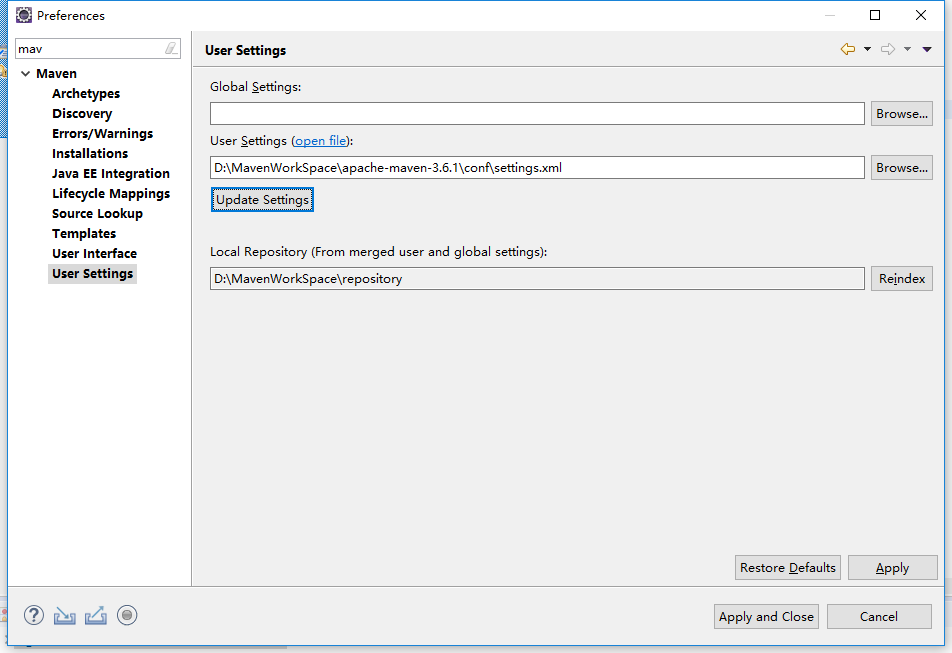 Preferences
mav
Maven
Archetypes
Discovery
Errors/Warnings
Installations
Java EE Integration
Lifecycle Mappings
Source Lookup
Templates
User Interface
User Settings
User Settings
Global Settings:
Browse...
User Settings (open file):
D:\MavenWorkSpace\apache-maven-3.6.1\conf\settings.xml
Browse...
Update Settings
Local Repository (From merged user and global settings):
D:\MavenWorkSpace\repository
Reindex
Restore Defaults
Apply
?
Apply and Close
Cancel